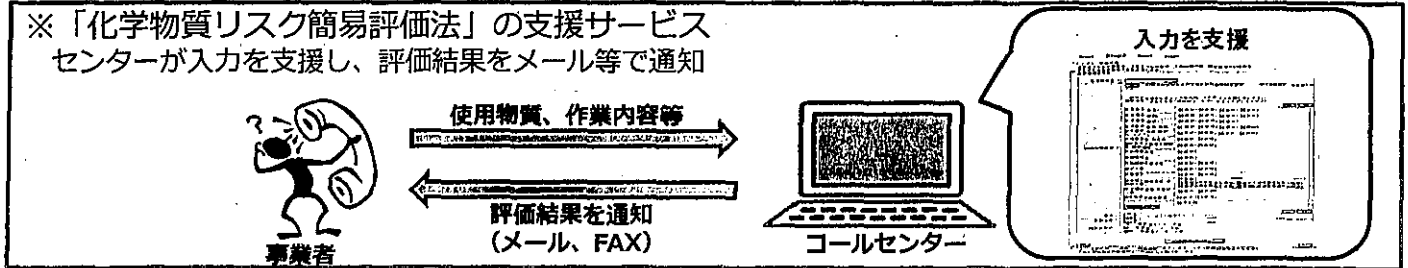 ※「化学物質リスク簡易評価法」の支援サービス
センターが入力を支援し、評価結果をメール等で通知
入力を支援
使用物質、作業内容等
評価結果を通知
（メール、FAX）
事業者
コールセンター